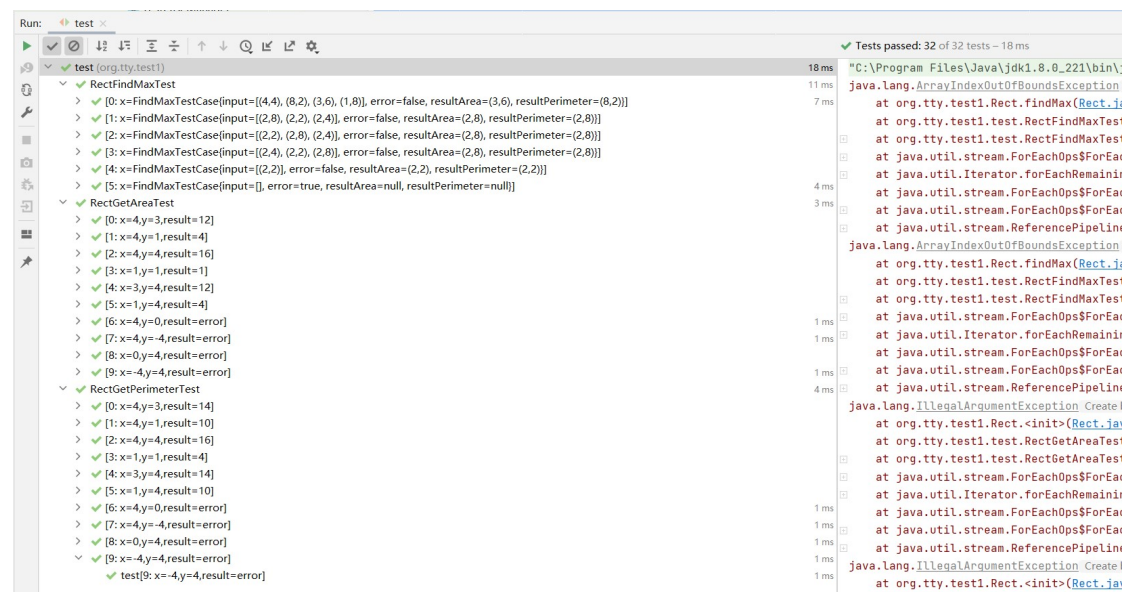 Run: test
Tests passed: 32 of 32 tests – 18 ms
test (org.tty.test1) 18 ms
RectFindMaxTest 11 ms
[0: x=FindMaxTestCase{input=[(4,4), (8,2), (3,6), (1,8)], error=false, resultArea=(3,6), resultPerimeter=(8,2)}] 7 ms
[1: x=FindMaxTestCase{input=[(2,8), (2,2), (2,4)], error=false, resultArea=(2,8), resultPerimeter=(2,8)}]
[2: x=FindMaxTestCase{input=[(2,2), (2,8), (2,4)], error=false, resultArea=(2,8), resultPerimeter=(2,8)}]
[3: x=FindMaxTestCase{input=[(2,4), (2,2), (2,8)], error=false, resultArea=(2,8), resultPerimeter=(2,8)}]
[4: x=FindMaxTestCase{input=[(2,2)], error=false, resultArea=(2,2), resultPerimeter=(2,2)}]
[5: x=FindMaxTestCase{input=[], error=true, resultArea=null, resultPerimeter=null}] 4 ms
RectGetAreaTest 3 ms
[0: x=4,y=3,result=12]
[1: x=4,y=1,result=4]
[2: x=4,y=4,result=16]
[3: x=1,y=1,result=1]
[4: x=3,y=4,result=12]
[5: x=1,y=4,result=4]
[6: x=4,y=0,result=error] 1 ms
[7: x=4,y=-4,result=error] 1 ms
[8: x=0,y=4,result=error]
[9: x=-4,y=4,result=error] 1 ms
RectGetPerimeterTest 4 ms
[0: x=4,y=3,result=14]
[1: x=4,y=1,result=10]
[2: x=4,y=4,result=16]
[3: x=1,y=1,result=4]
[4: x=3,y=4,result=14]
[5: x=1,y=4,result=10]
[6: x=4,y=0,result=error] 1 ms
[7: x=4,y=-4,result=error] 1 ms
[8: x=0,y=4,result=error] 1 ms
[9: x=-4,y=4,result=error] 1 ms
test[9: x=-4,y=4,result=error] 1 ms
"C:\Program Files\Java\jdk1.8.0_221\bin\j
java.lang.ArrayIndexOutOfBoundsException
at org.tty.test1.Rect.findMax(Rect.ja
at org.tty.test1.test.RectFindMaxTest
at org.tty.test1.test.RectFindMaxTest
at java.util.stream.ForEachOps$ForEac
at java.util.Iterator.forEachRemainin
at java.util.stream.ForEachOps$ForEac
at java.util.stream.ForEachOps$ForEac
at java.util.stream.ReferencePipeline
java.lang.ArrayIndexOutOfBoundsException
at org.tty.test1.Rect.findMax(Rect.ja
at org.tty.test1.test.RectFindMaxTest
at org.tty.test1.test.RectFindMaxTest
at java.util.stream.ForEachOps$ForEac
at java.util.Iterator.forEachRemainin
at java.util.stream.ForEachOps$ForEac
at java.util.stream.ForEachOps$ForEac
at java.util.stream.ReferencePipeline
java.lang.IllegalArgumentException Create
at org.tty.test1.Rect.<init>(Rect.jav
at org.tty.test1.test.RectGetAreaTest
at org.tty.test1.test.RectGetAreaTest
at java.util.stream.ForEachOps$ForEac
at java.util.Iterator.forEachRemainin
at java.util.stream.ForEachOps$ForEac
at java.util.stream.ForEachOps$ForEac
at java.util.stream.ReferencePipeline
java.lang.IllegalArgumentException Create
at org.tty.test1.Rect.<init>(Rect.jav